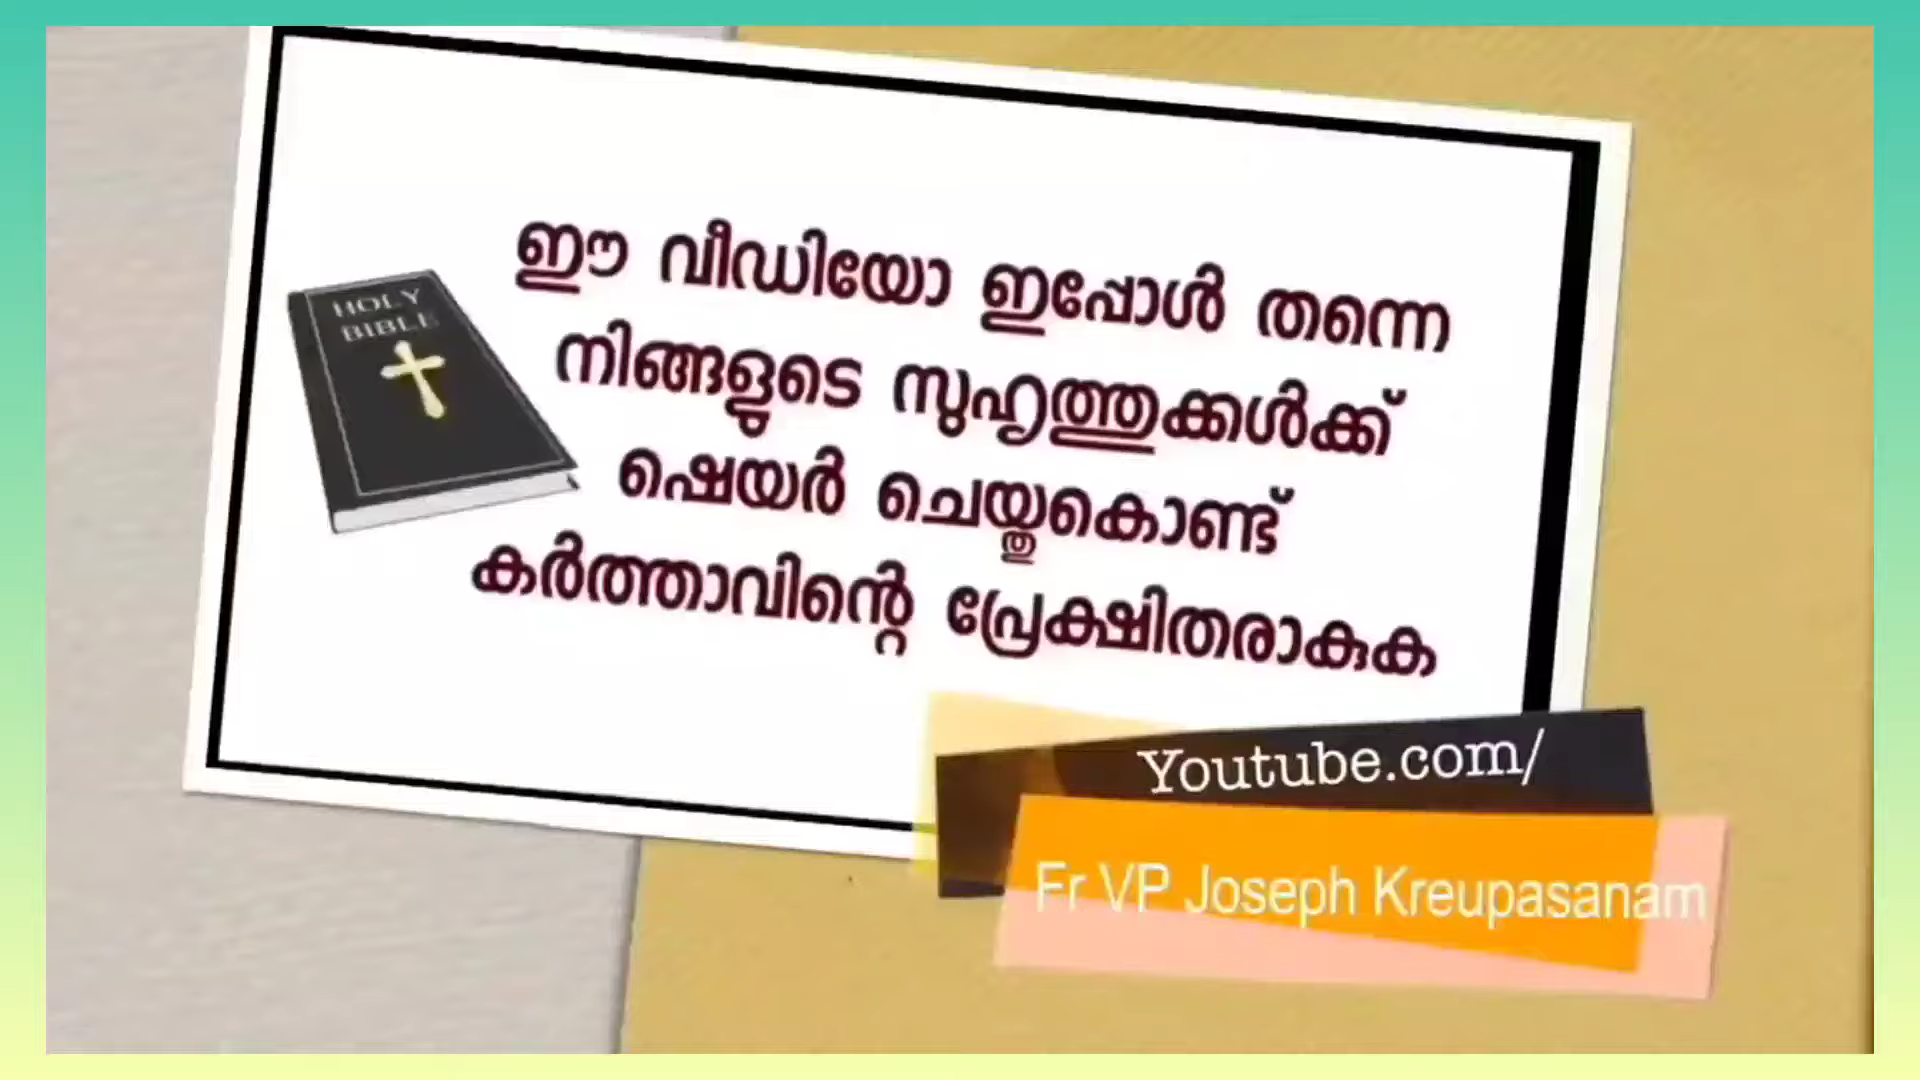 HOLY
BIBLE
ഈ വീഡിയോ ഇപ്പോൾ തന്നെ
നിങ്ങളുടെ സുഹൃത്തുക്കൾക്ക്
ഷെയർ ചെയ്തുകൊണ്ട്
കർത്താവിന്റെ പ്രേക്ഷിതരാകുക
Youtube.com/
Fr VP Joseph Kreupasanam